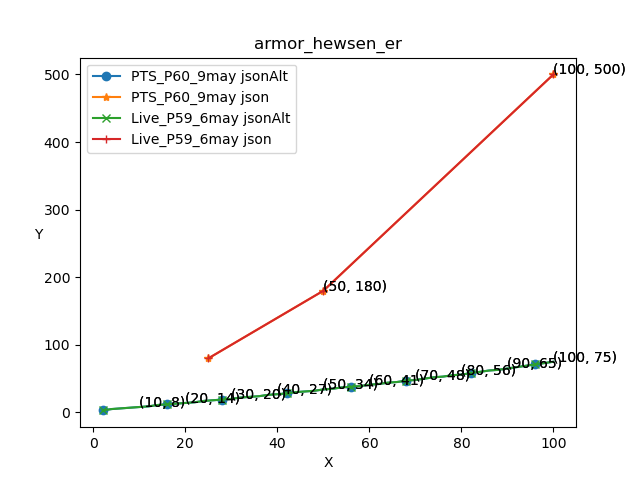 armor_hewsen_er
PTS_P60_9may jsonAlt
PTS_P60_9may json
Live_P59_6may jsonAlt
Live_P59_6may json
500
400
300
200
100
0
Y
(100, 500)
(50, 180)
(10, 8)
(20, 14)
(30, 20)
(40, 27)
(50, 34)
(60, 41)
(70, 48)
(80, 56)
(90, 65)
(100, 75)
0 20 40 60 80 100
X